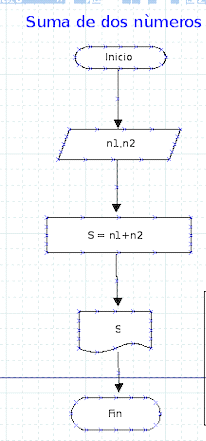 Suma de dos nùmeros
Inicio
n1,n2
S = n1+n2
S
Fin